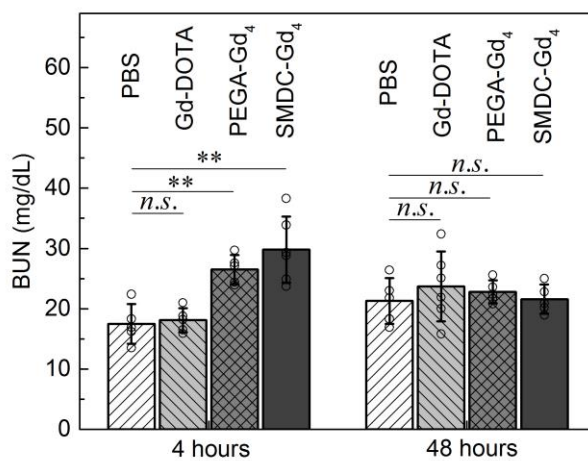 BUN (mg/dL)
60
50
40
30
20
10
0
PBS
Gd-DOTA
PEGA-Gd₄
SMDC-Gd₄
PBS
Gd-DOTA
PEGA-Gd₄
SMDC-Gd₄
**
**
n.s.
n.s.
n.s.
n.s.
4 hours
48 hours